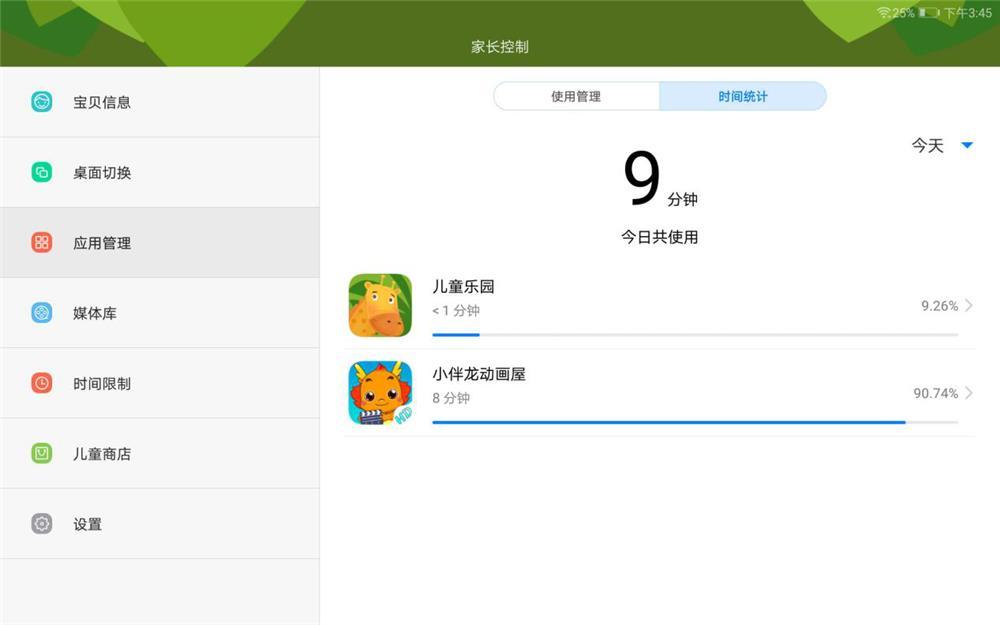 25% 下午3:45
家长控制
宝贝信息
桌面切换
应用管理
媒体库
时间限制
儿童商店
设置
使用管理 时间统计
今天
9 分钟
今日共使用
儿童乐园
< 1 分钟
9.26%
小伴龙动画屋
8 分钟
90.74%
HD